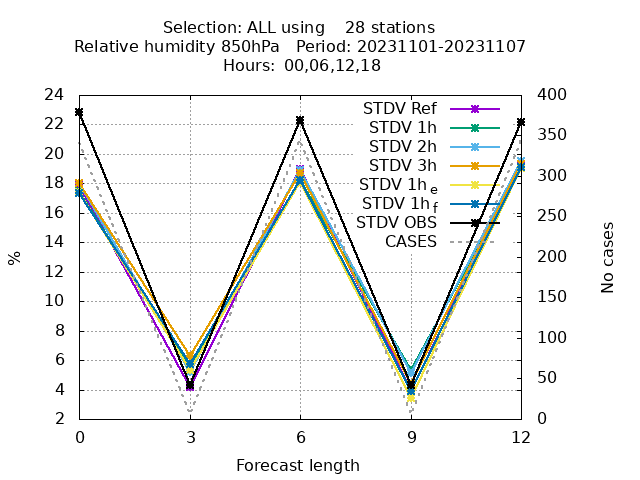 Selection: ALL using    28 stations
Relative humidity 850hPa   Period: 20231101-20231107
Hours: 00,06,12,18
24
22
20
18
16
14
12
10
8
6
4
2
%
400
350
300
250
200
150
100
50
0
No cases
STDV Ref
STDV 1h
STDV 2h
STDV 3h
STDV 1h e
STDV 1h f
STDV OBS
CASES
0 3 6 9 12
Forecast length